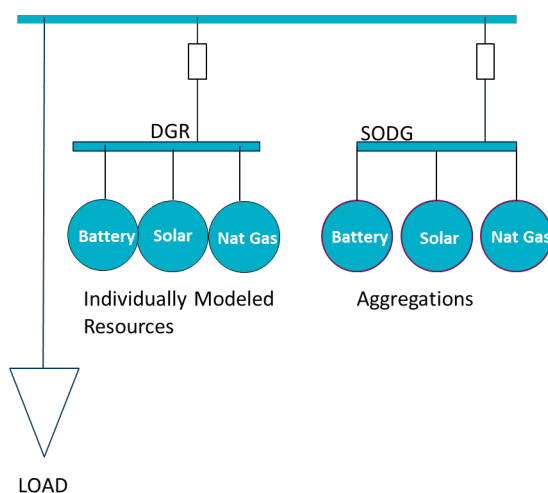 DGR
SODG
Battery
Solar
Nat Gas
Battery
Solar
Nat Gas
Individually Modeled
Resources
Aggregations
LOAD